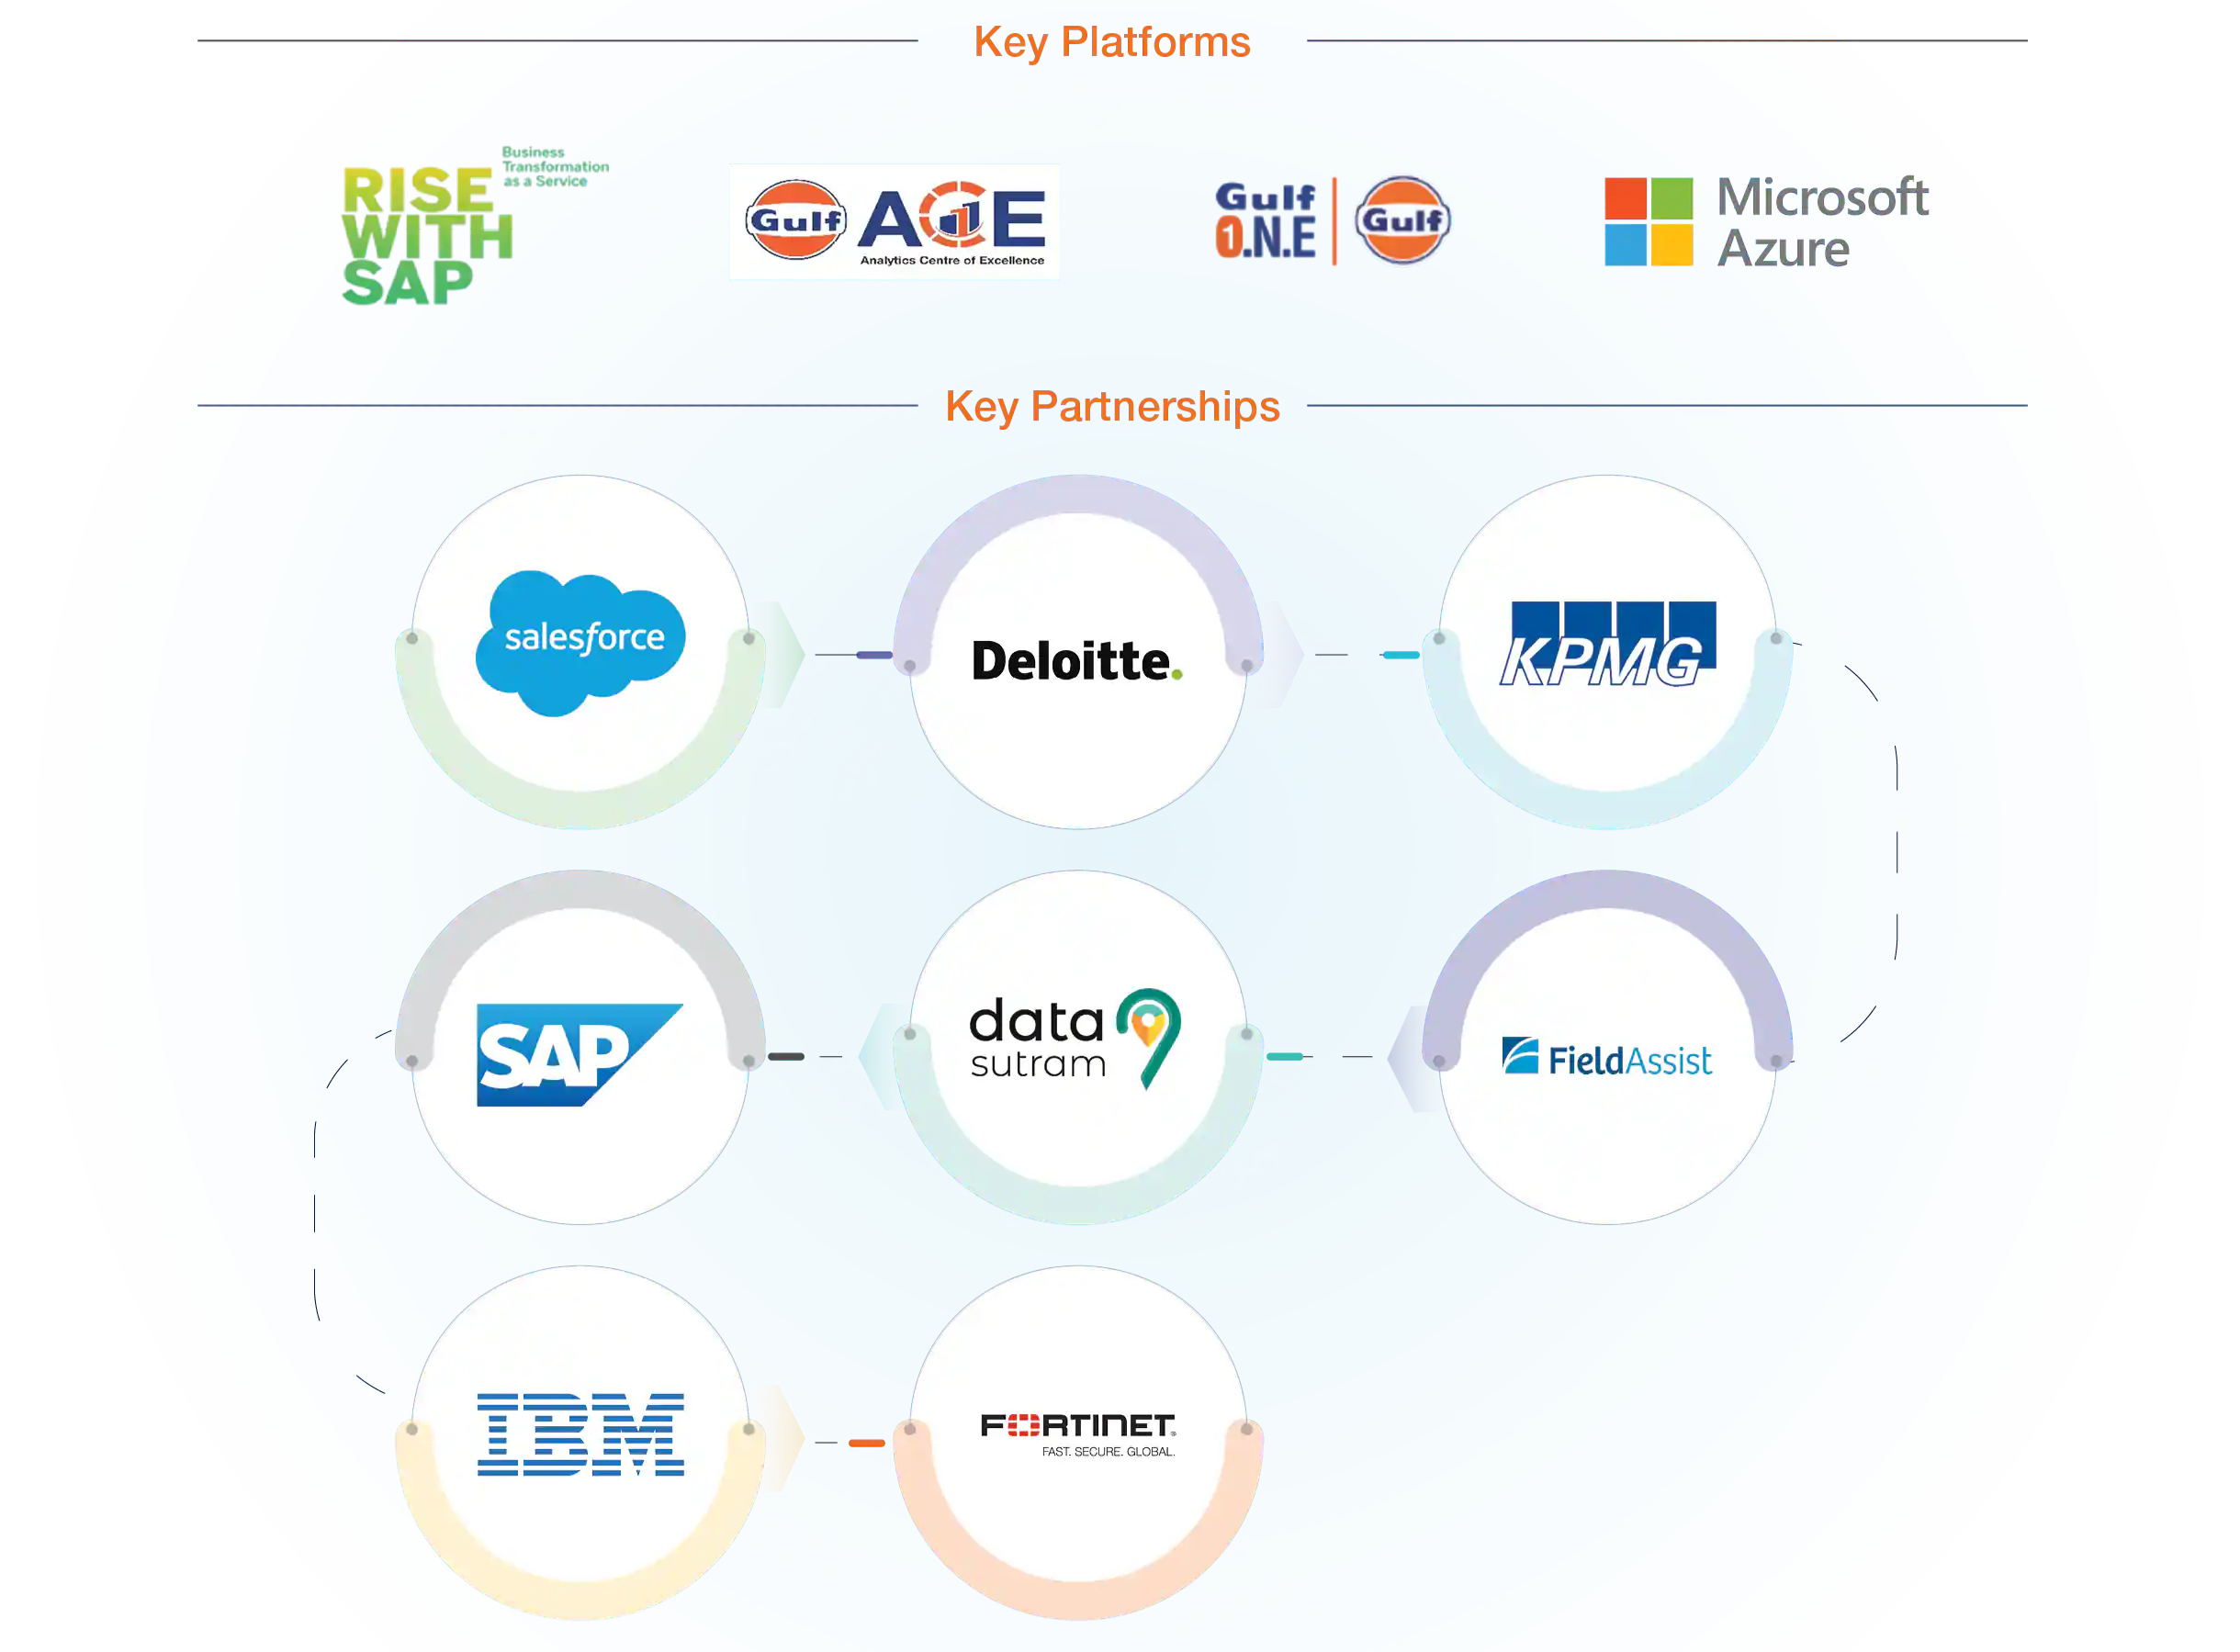 Key Platforms
RISE
WITH
SAP
Business
Transformation
as a Service
Gulf
ACE
Analytics Centre of Excellence
Gulf
1.N.E
Gulf
Microsoft
Azure
Key Partnerships
salesforce
Deloitte.
KPMG
SAP
data
sutram
FieldAssist
IBM
FORTINET
FAST. SECURE. GLOBAL.